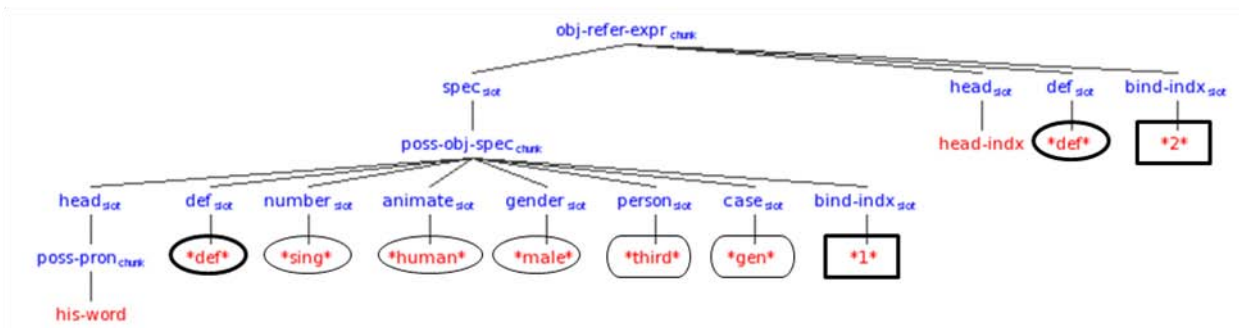 obj-refer-expr chunk
spec slot head slot def slot bind-indx slot
poss-obj-spec chunk head-indx *def* *2*
head slot def slot number slot animate slot gender slot person slot case slot bind-indx slot
poss-pron chunk *def* *sing* *human* *male* *third* *gen* *1*
his-word